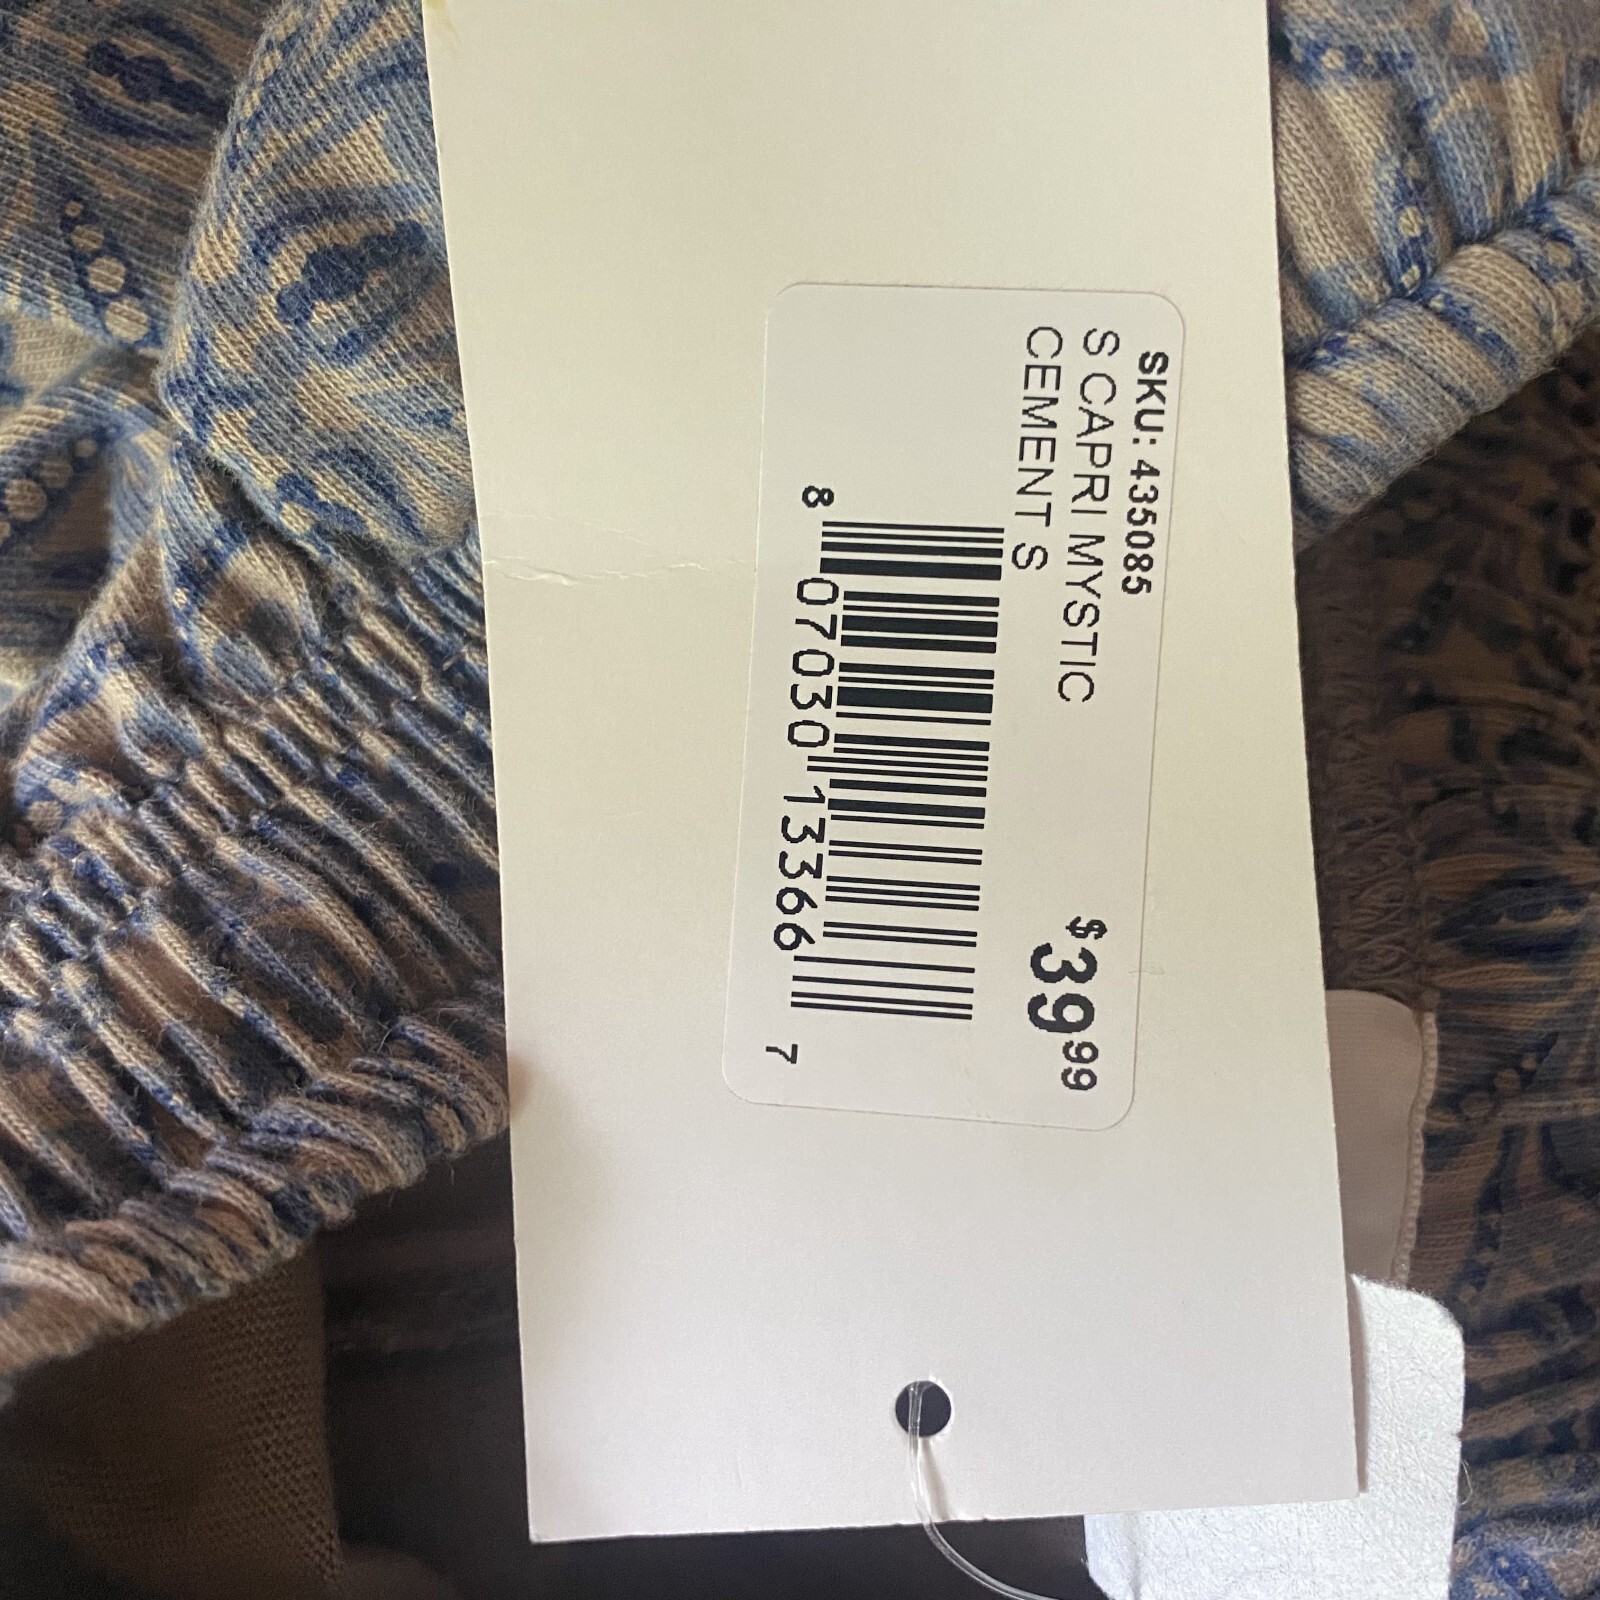 SKU: 435085
S CAPRI MYSTIC
CEMENT S
$39.99
8 07030 13366 7